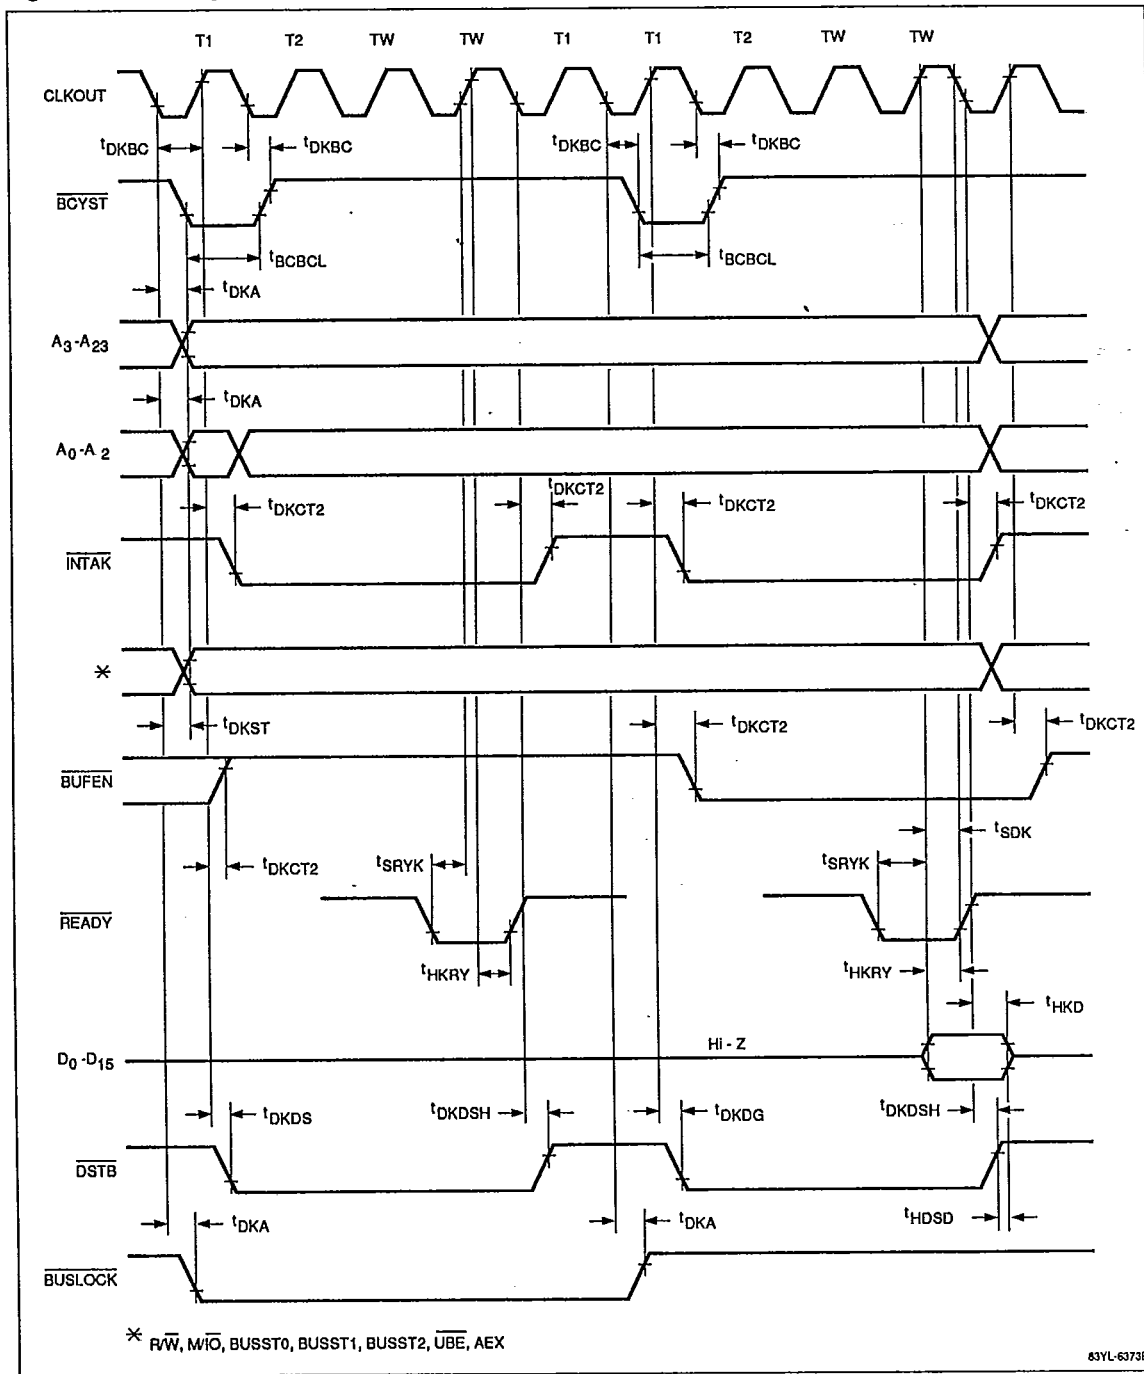 T1 T2 TW TW T1 T1 T2 TW TW
CLKOUT
tDKBC tDKBC tDKBC tDKBC
BCYST
tBCBCL tBCBCL
tDKA
A3-A23
tDKA
A0-A2
tDKCT2 tDKCT2 tDKCT2 tDKCT2
INTAK
*
tDKST tDKCT2 tDKCT2
BUFEN
tDKCT2 tSRYK tSRYK tSDK
READY
tHKRY tHKRY
tHKD
D0-D15 Hi - Z
tDKDS tDKDSH tDKDG tDKDSH
DSTB
tDKA tDKA tHDSD
BUSLOCK
* R/W, M/IO, BUSST0, BUSST1, BUSST2, UBE, AEX